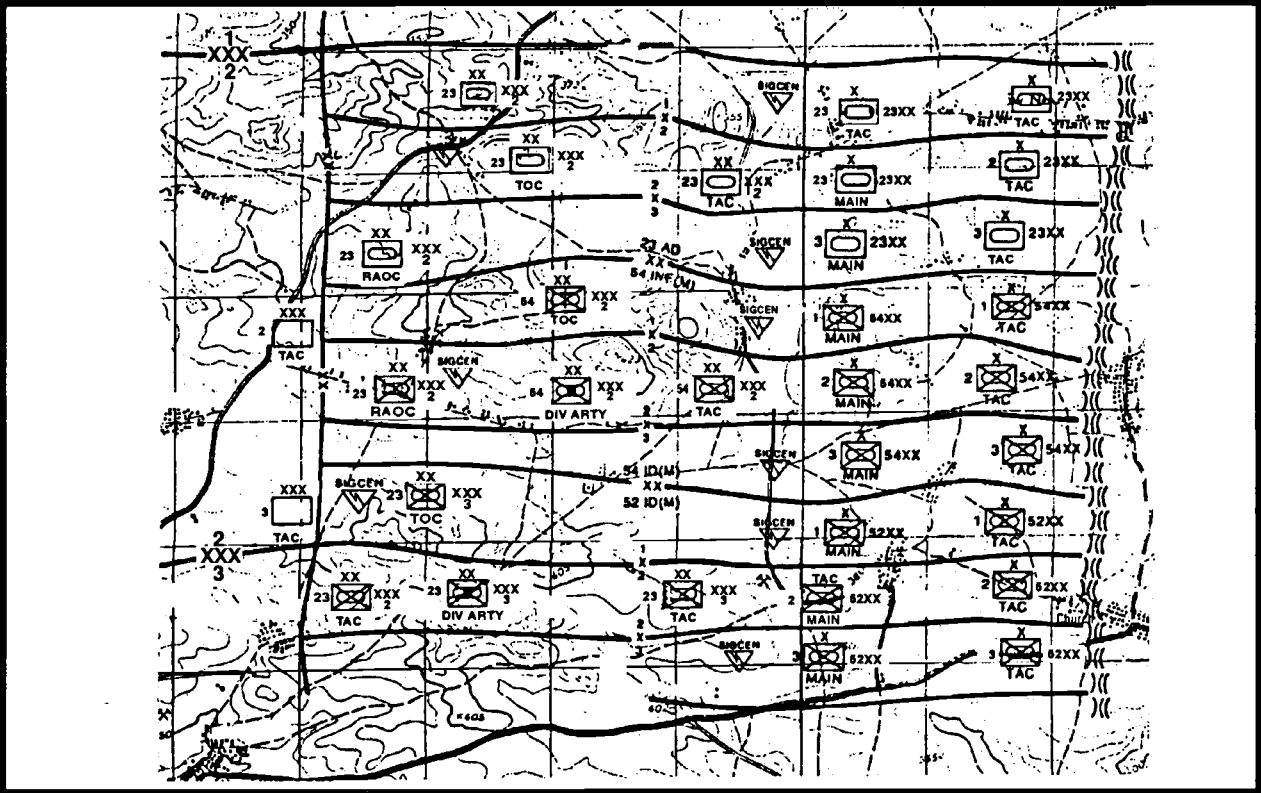 1
XXX
2
XX
23 XXX
2
SIGCEN
X
23 23XX
TAC
X
23XX
TAC
1
X
2
XX
23 XXX
2
TOC
XX
XXX
2
23
TAC
X
23 23XX
MAIN
X
2 23XX
TAC
2
X
3
XX
23 XXX
2
RAOC
23 AD
XX
54 INF(M)
SIGCEN
X
3 23XX
MAIN
X
3 23XX
TAC
XXX
2
TAC
XX
54 XXX
2
TOC
SIGCEN
X
1 54XX
MAIN
X
1 54XX
TAC
1
X
2
XX
23 XXX
2
RAOC
SIGCEN
XX
54 XXX
2
DIV ARTY
XX
54 XXX
2
TAC
X
2 54XX
MAIN
X
2 54XX
TAC
2
X
3
SIGCEN
X
3 54XX
MAIN
X
3 54XX
TAC
54 ID(M)
XX
52 ID(M)
XXX
3
TAC
SIGCEN
XX
23 XXX
3
TOC
SIGCEN
X
1 52XX
MAIN
X
1 52XX
TAC
2
XXX
3
1
X
2
XX
23 XXX
2
TAC
XX
23 XXX
3
DIV ARTY
XX
23 XXX
3
TAC
TAC
2 52XX
MAIN
X
2 52XX
TAC
2
X
3
SIGCEN
X
3 52XX
MAIN
X
3 52XX
TAC
605